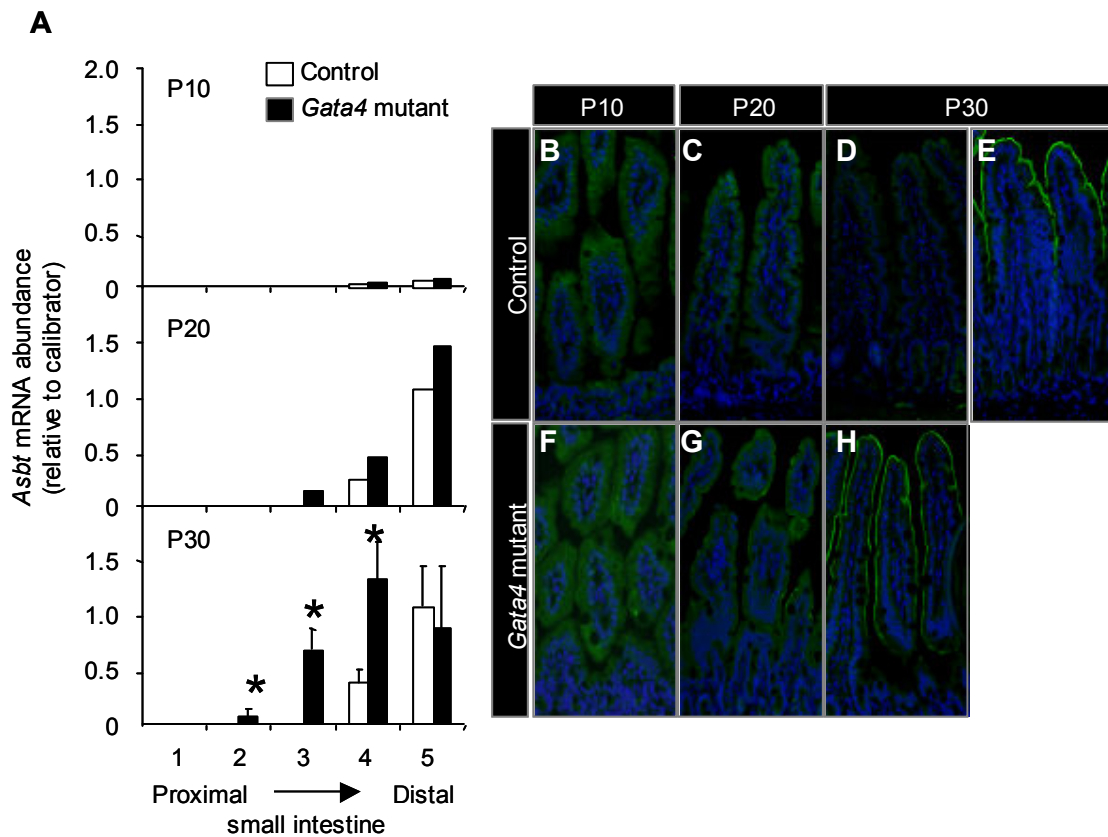 A
Control
Gata4 mutant
P10
2.0
1.5
1.0
0.5
0
P20
1.5
1.0
0.5
0
P30
1.5
1.0
0.5
0
*
*
*
Asbt mRNA abundance
(relative to calibrator)
1 2 3 4 5
Proximal Distal
small intestine
P10 P20 P30
Control
B C D E
Gata4 mutant
F G H